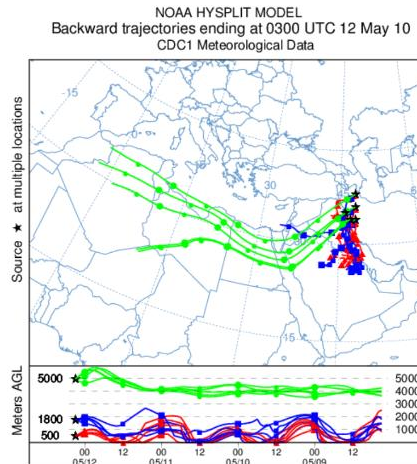 NOAA HYSPLIT MODEL
Backward trajectories ending at 0300 UTC 12 May 10
CDC1 Meteorological Data
Source ★ at multiple locations
-15
30
-15
Meters AGL
5000
1800
500
5000
4000
3000
2000
1000
00 12 00 12 00 12 00 12
05/12 05/11 05/10 05/09